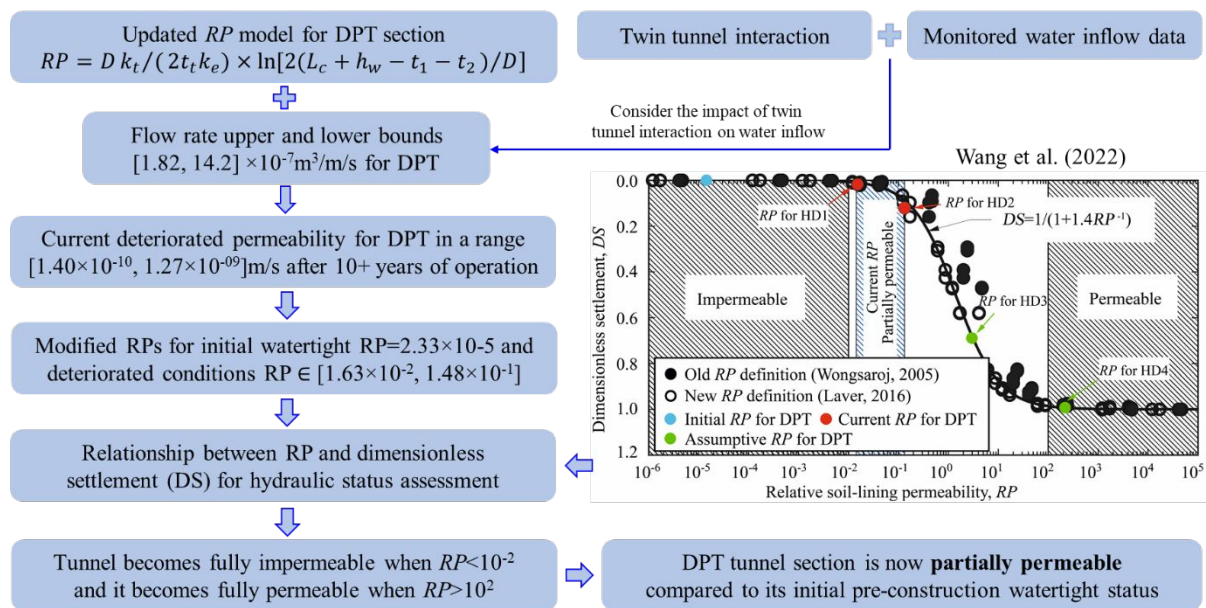 Updated RP model for DPT section
RP = D k_t/(2t_t k_e) × ln[2(L_c + h_w − t_1 − t_2)/D]
Twin tunnel interaction
Monitored water inflow data
Consider the impact of twin
tunnel interaction on water inflow
Flow rate upper and lower bounds
[1.82, 14.2] ×10⁻⁷m³/m/s for DPT
Current deteriorated permeability for DPT in a range
[1.40×10⁻¹⁰, 1.27×10⁻⁰⁹]m/s after 10+ years of operation
Modified RPs for initial watertight RP=2.33×10-5 and
deteriorated conditions RP ∈ [1.63×10⁻², 1.48×10⁻¹]
Relationship between RP and dimensionless
settlement (DS) for hydraulic status assessment
Tunnel becomes fully impermeable when RP<10⁻²
and it becomes fully permeable when RP>10²
DPT tunnel section is now partially permeable
compared to its initial pre-construction watertight status
Wang et al. (2022)
Dimensionless settlement, DS
0.0
0.2
0.4
0.6
0.8
1.0
1.2
RP for HD1
RP for HD2
DS=1/(1+1.4RP⁻¹)
Impermeable
Current RP
Partially permeable
RP for HD3
Permeable
RP for HD4
Old RP definition (Wongsaroj, 2005)
New RP definition (Laver, 2016)
Initial RP for DPT
Current RP for DPT
Assumptive RP for DPT
10⁻⁶ 10⁻⁵ 10⁻⁴ 10⁻³ 10⁻² 10⁻¹ 10⁰ 10¹ 10² 10³ 10⁴ 10⁵
Relative soil-lining permeability, RP